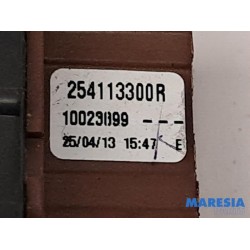 254113300R
10023099 ---
25/04/13 15:47 E
MARESIA